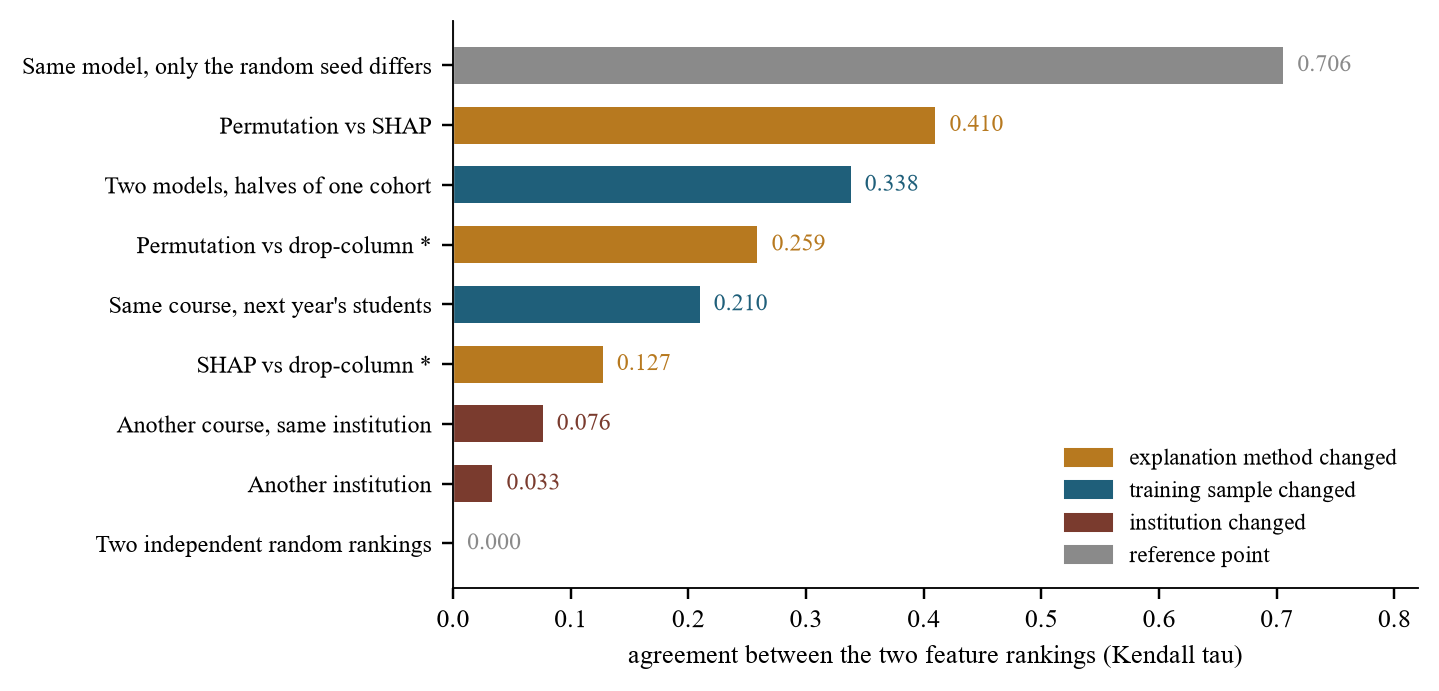 Same model, only the random seed differs 0.706
Permutation vs SHAP 0.410
Two models, halves of one cohort 0.338
Permutation vs drop-column * 0.259
Same course, next year's students 0.210
SHAP vs drop-column * 0.127
Another course, same institution 0.076
Another institution 0.033
Two independent random rankings 0.000
explanation method changed
training sample changed
institution changed
reference point
0.0 0.1 0.2 0.3 0.4 0.5 0.6 0.7 0.8
agreement between the two feature rankings (Kendall tau)